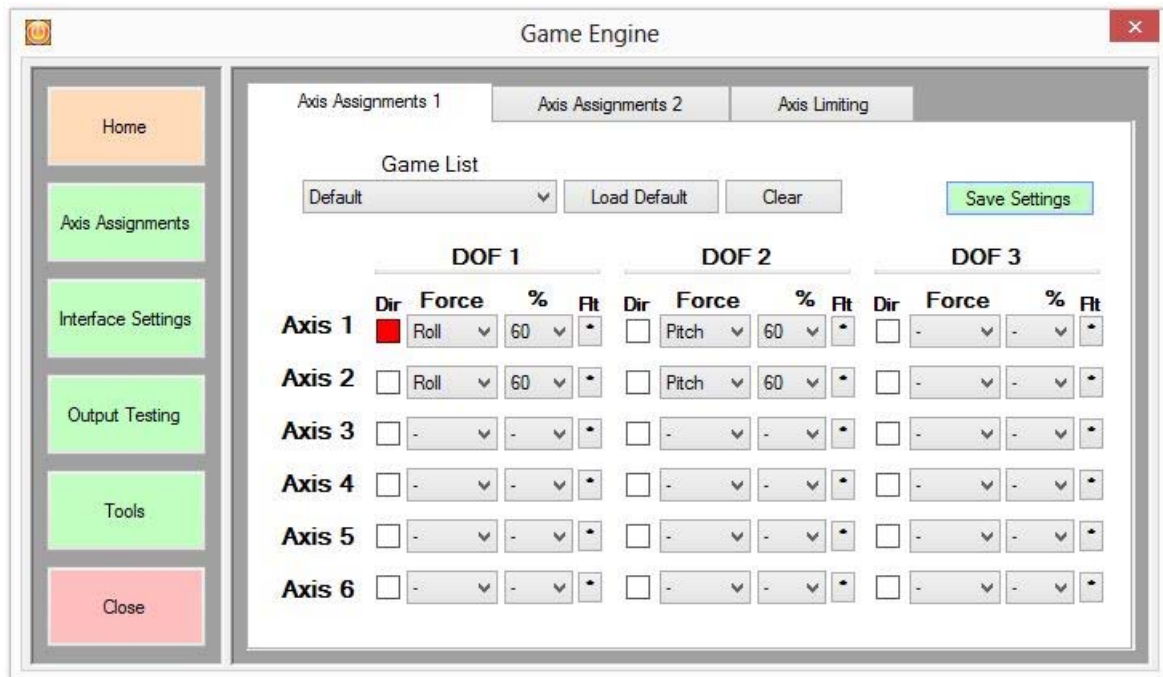 Game Engine
Home
Axis Assignments
Interface Settings
Output Testing
Tools
Close
Axis Assignments 1 Axis Assignments 2 Axis Limiting
Game List
Default Load Default Clear Save Settings
DOF 1 DOF 2 DOF 3
Dir Force % Flt Dir Force % Flt Dir Force % Flt
Axis 1 Roll 60 * Pitch 60 * - - *
Axis 2 Roll 60 * Pitch 60 * - - *
Axis 3 - - * - - * - - *
Axis 4 - - * - - * - - *
Axis 5 - - * - - * - - *
Axis 6 - - * - - * - - *